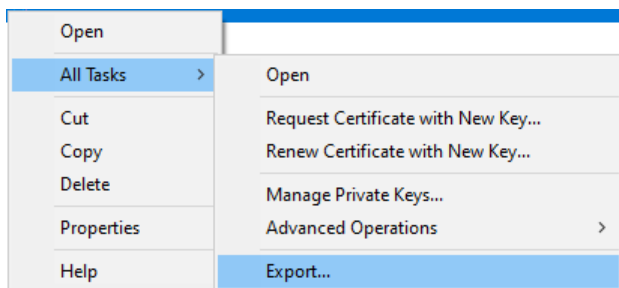 Open
All Tasks
Cut
Copy
Delete
Properties
Help
Open
Request Certificate with New Key...
Renew Certificate with New Key...
Manage Private Keys...
Advanced Operations
Export...